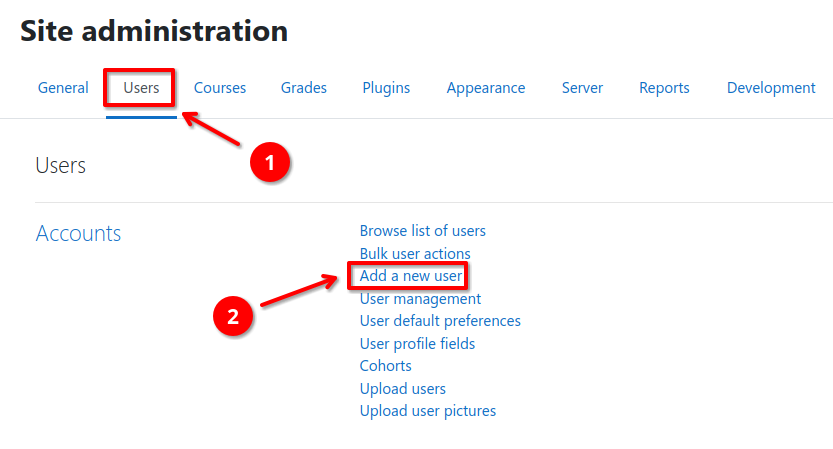 Site administration
General Users Courses Grades Plugins Appearance Server Reports Development
1
Users
Accounts
Browse list of users
Bulk user actions
Add a new user
2
User management
User default preferences
User profile fields
Cohorts
Upload users
Upload user pictures